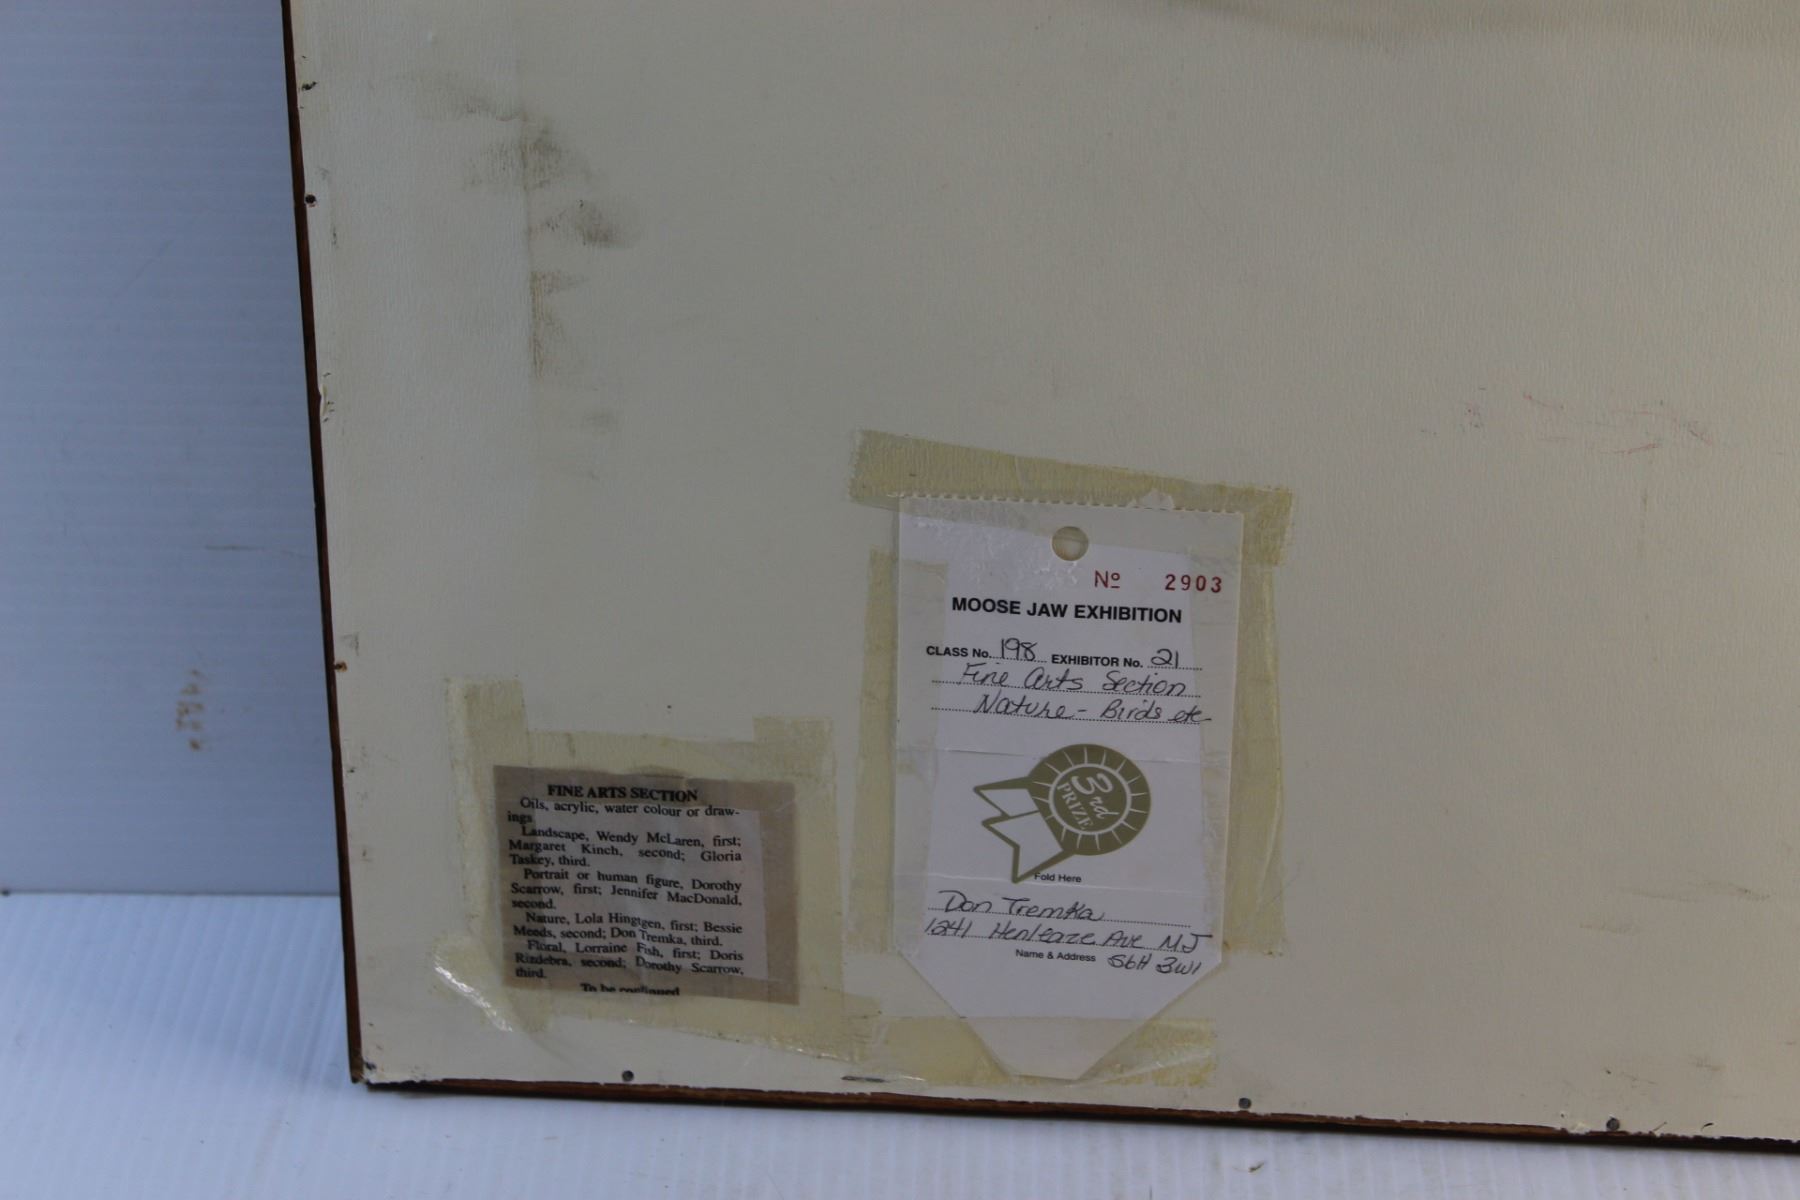 Nº 2903
MOOSE JAW EXHIBITION
CLASS No. 198 EXHIBITOR No. 21
Fine Arts Section
Nature - Birds etc
3rd
PRIZE
Fold Here
Don Tremka
1241 Henleaze Ave MJ
Name & Address S6H 3W1
FINE ARTS SECTION
Oils, acrylic, water colour or draw-
ings
Landscape, Wendy McLaren, first;
Margaret Kinch, second; Gloria
Taskey, third.
Portrait or human figure, Dorothy
Scarrow, first; Jennifer MacDonald,
second.
Nature, Lola Hingtgen, first; Bessie
Meeds, second; Don Tremka, third.
Floral, Lorraine Fish, first; Doris
Rizdebra, second; Dorothy Scarrow,
third.
To be continued